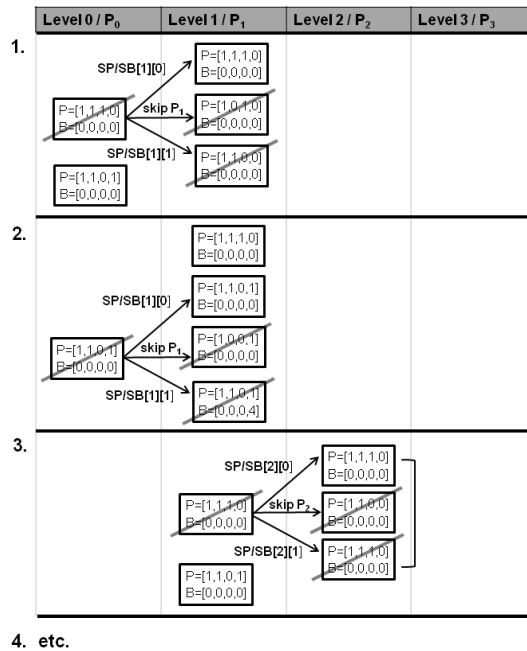 Level 0 / P0 Level 1 / P1 Level 2 / P2 Level 3 / P3
1.
SP/SB[1][0]
P=[1,1,1,0]
B=[0,0,0,0]
P=[1,1,1,0]
B=[0,0,0,0]
skip P1
P=[1,0,1,0]
B=[0,0,0,0]
SP/SB[1][1]
P=[1,1,0,0]
B=[0,0,0,0]
P=[1,1,0,1]
B=[0,0,0,0]
2.
P=[1,1,1,0]
B=[0,0,0,0]
SP/SB[1][0]
P=[1,1,0,1]
B=[0,0,0,0]
P=[1,1,0,1]
B=[0,0,0,0]
skip P1
P=[1,0,0,1]
B=[0,0,0,0]
SP/SB[1][1]
P=[1,1,0,1]
B=[0,0,0,4]
3.
SP/SB[2][0]
P=[1,1,1,0]
B=[0,0,0,0]
P=[1,1,1,0]
B=[0,0,0,0]
skip P2
P=[1,1,0,0]
B=[0,0,0,0]
SP/SB[2][1]
P=[1,1,1,0]
B=[0,0,0,0]
P=[1,1,0,1]
B=[0,0,0,0]
4. etc.